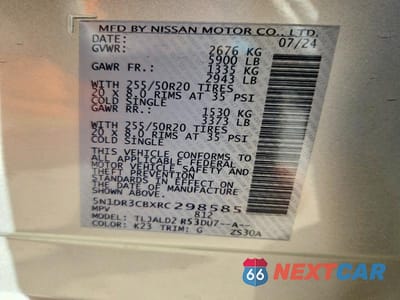 MFD BY NISSAN MOTOR CO., LTD.
DATE: 07/24
GVWR: 2676 KG
5900 LB
GAWR FR.: 1335 KG
2943 LB
WITH 255/50R20 TIRES
20 x 8.0 RIMS AT 35 PSI
COLD SINGLE
GAWR RR.: 1530 KG
3373 LB
WITH 255/50R20 TIRES
20 x 8.0 RIMS AT 35 PSI
COLD SINGLE
THIS VEHICLE CONFORMS TO
ALL APPLICABLE FEDERAL
MOTOR VEHICLE SAFETY AND
THEFT PREVENTION
STANDARDS IN EFFECT ON
THE DATE OF MANUFACTURE
SHOWN ABOVE.
5N1DR3CBXRC298585
MPV 812
MODEL: TLJALD2 R53DU7--A--
COLOR: K23 TRIM: G ZS30A
66 NEXTCAR